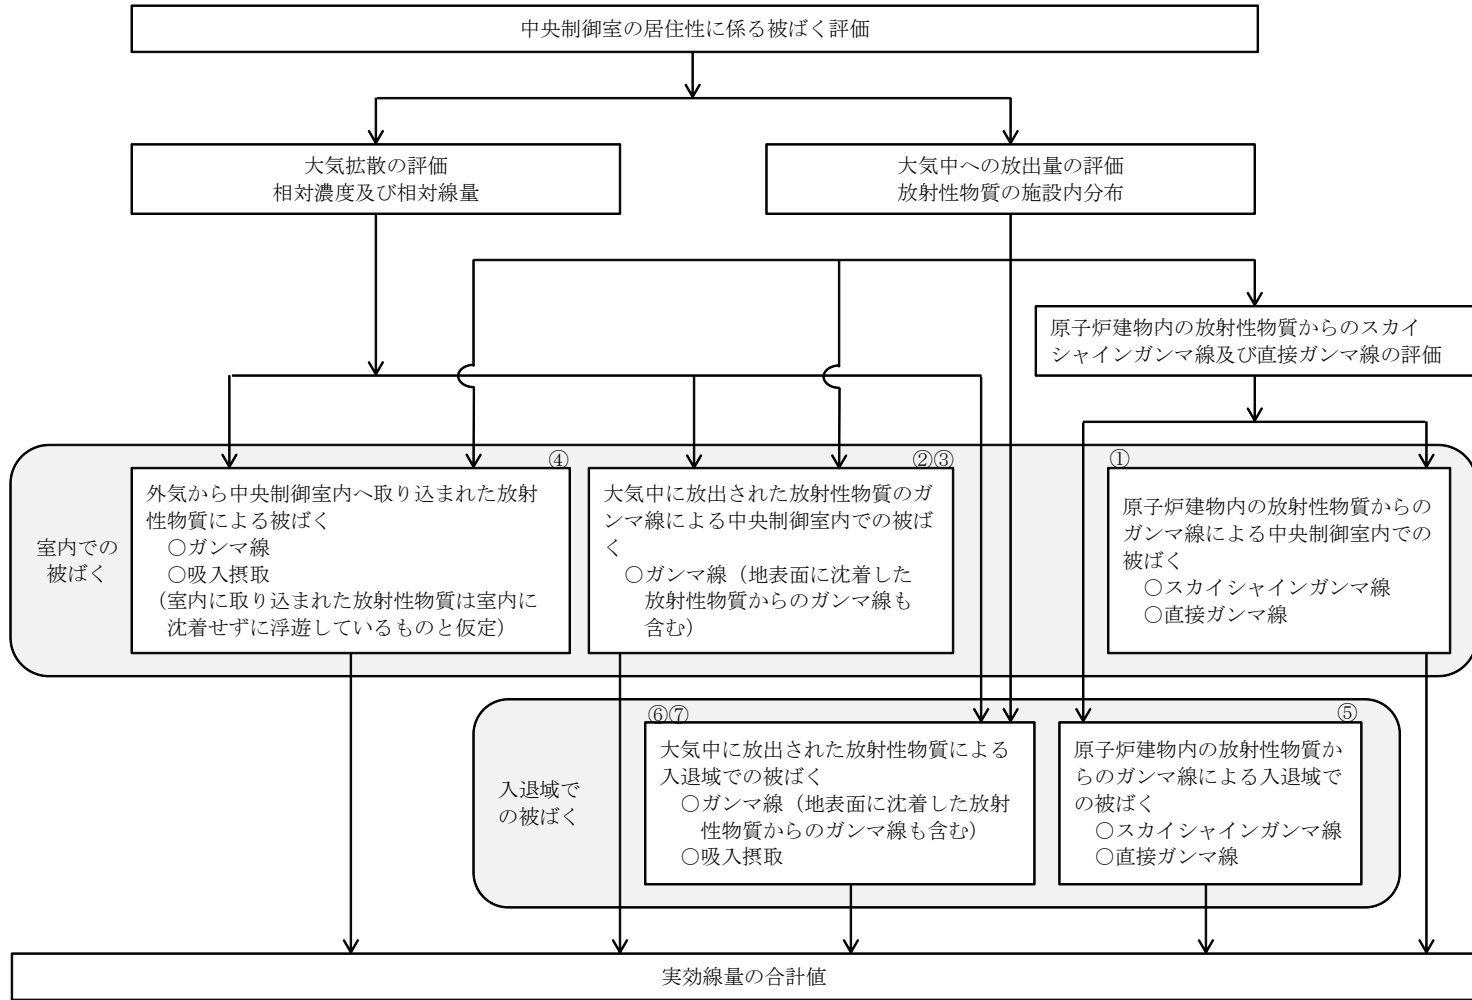 中央制御室の居住性に係る被ばく評価
大気拡散の評価
相対濃度及び相対線量
大気中への放出量の評価
放射性物質の施設内分布
原子炉建物内の放射性物質からのスカイ
シャインガンマ線及び直接ガンマ線の評価
室内での
被ばく
④
外気から中央制御室内へ取り込まれた放射
性物質による被ばく
○ガンマ線
○吸入摂取
（室内に取り込まれた放射性物質は室内に
沈着せずに浮遊しているものと仮定）
②③
大気中に放出された放射性物質のガ
ンマ線による中央制御室内での被ば
く
○ガンマ線（地表面に沈着した
放射性物質からのガンマ線も
含む）
①
原子炉建物内の放射性物質からの
ガンマ線による中央制御室内での
被ばく
○スカイシャインガンマ線
○直接ガンマ線
入退域で
の被ばく
⑥⑦
大気中に放出された放射性物質による
入退域での被ばく
○ガンマ線（地表面に沈着した放射
性物質からのガンマ線も含む）
○吸入摂取
⑤
原子炉建物内の放射性物質か
らのガンマ線による入退域で
の被ばく
○スカイシャインガンマ線
○直接ガンマ線
実効線量の合計値